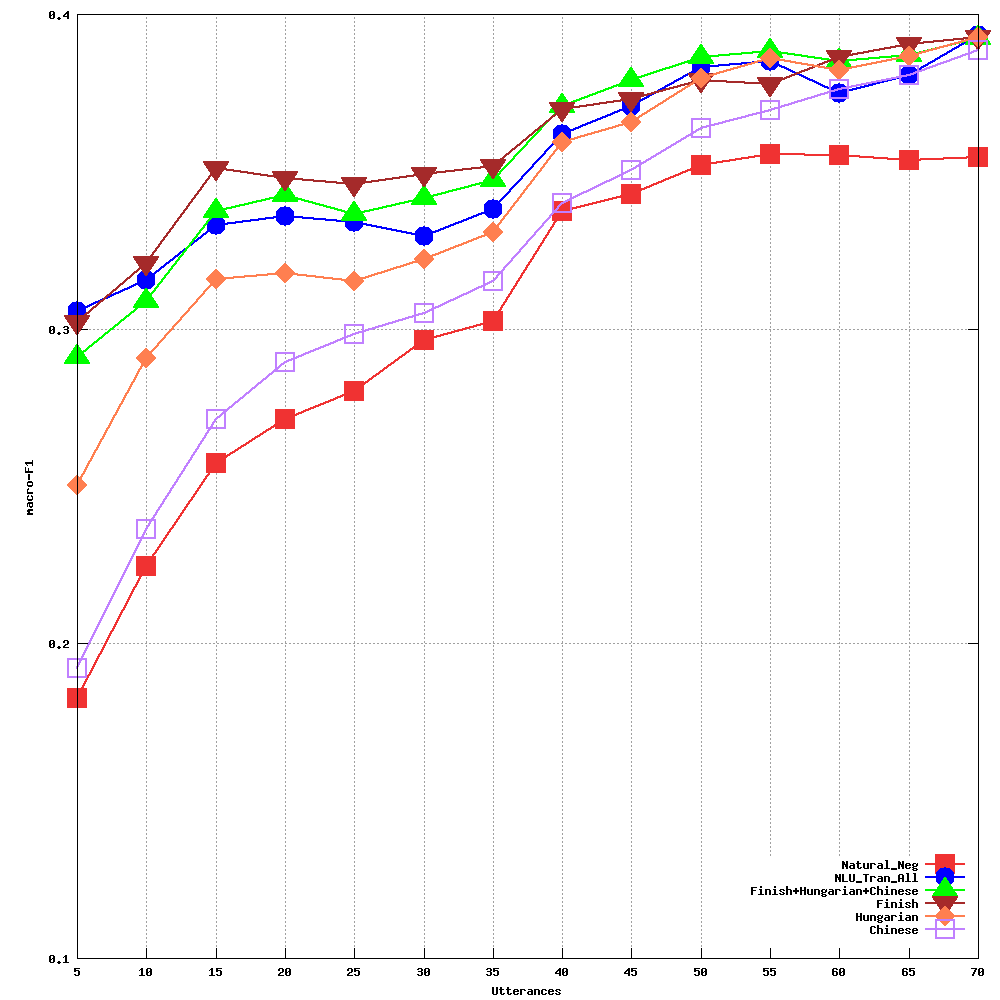 0.4
0.3
0.2
0.1
Macro-F1
5 10 15 20 25 30 35 40 45 50 55 60 65 70
Utterances
Natural_Neg
NLU_Tran_All
Finish+Hungarian+Chinese
Finish
Hungarian
Chinese